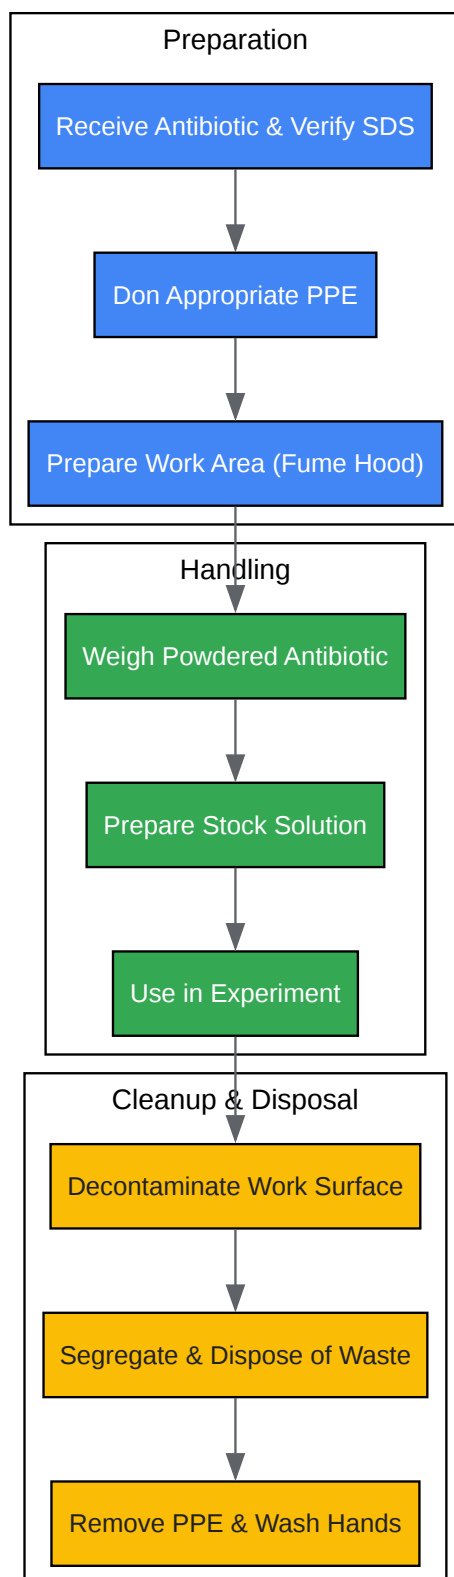 Preparation
Receive Antibiotic & Verify SDS
Don Appropriate PPE
Prepare Work Area (Fume Hood)
Handling
Weigh Powdered Antibiotic
Prepare Stock Solution
Use in Experiment
Cleanup & Disposal
Decontaminate Work Surface
Segregate & Dispose of Waste
Remove PPE & Wash Hands